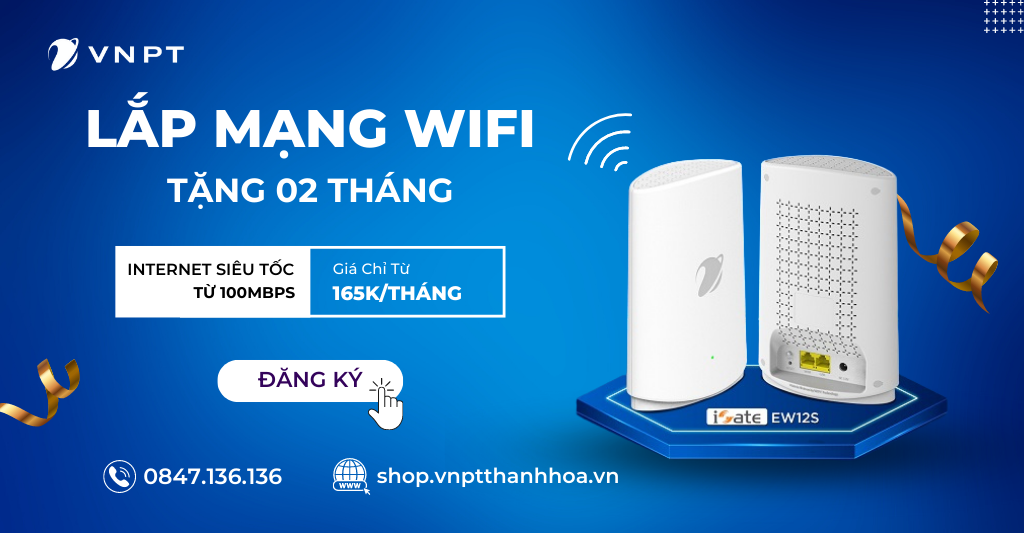 VNPT
LẮP MẠNG WIFI
TẶNG 02 THÁNG
INTERNET SIÊU TỐC
TỪ 100MBPS
Giá Chỉ Từ
165K/THÁNG
ĐĂNG KÝ
iGate EW12S
0847.136.136
WWW
shop.vnptthanhhoa.vn